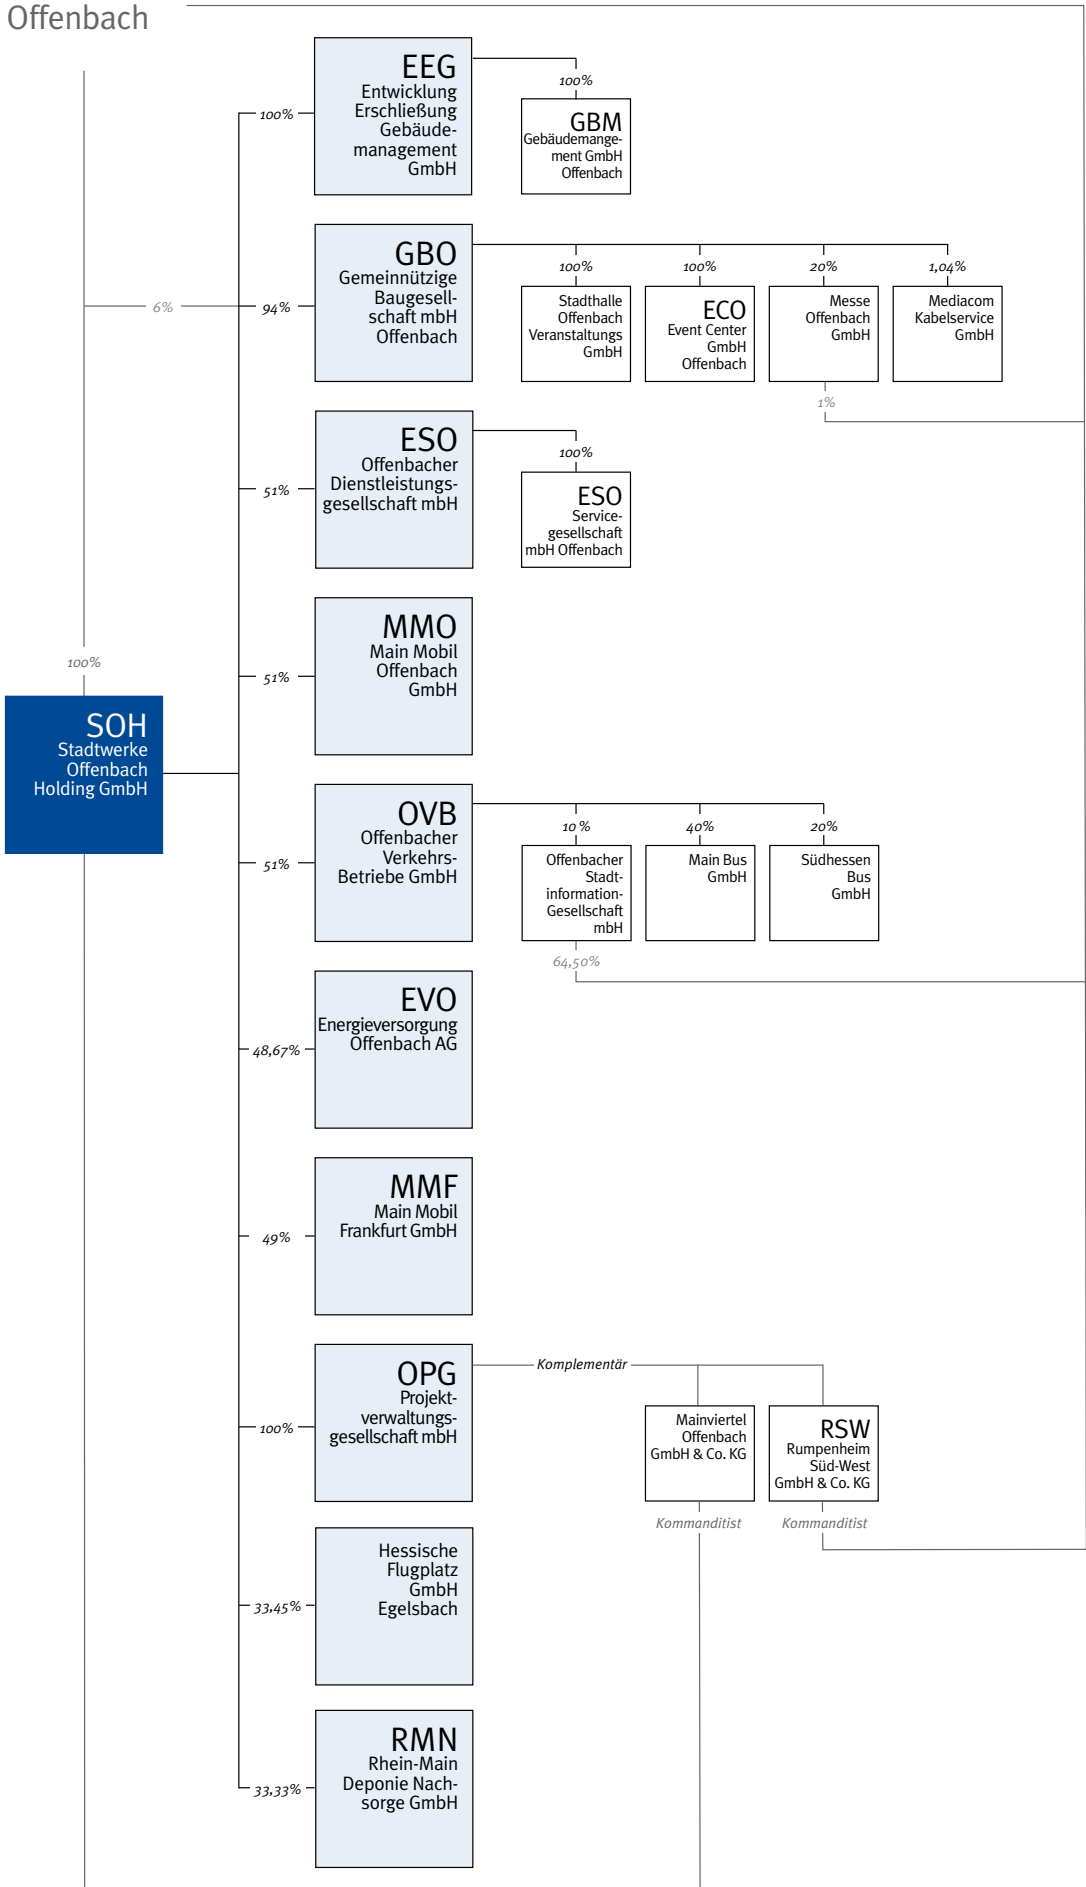 Offenbach
EEG
Entwicklung
Erschließung
Gebäude-
management
GmbH
100%
100%
GBM
Gebäudemange-
ment GmbH
Offenbach
GBO
Gemeinnützige
Baugesell-
schaft mbH
Offenbach
6%
94%
100%
Stadthalle
Offenbach
Veranstaltungs
GmbH
100%
ECO
Event Center
GmbH
Offenbach
20%
Messe
Offenbach
GmbH
1%
1,04%
Mediacom
Kabelservice
GmbH
ESO
Offenbacher
Dienstleistungs-
gesellschaft mbH
51%
100%
ESO
Service-
gesellschaft
mbH Offenbach
MMO
Main Mobil
Offenbach
GmbH
51%
100%
SOH
Stadtwerke
Offenbach
Holding GmbH
OVB
Offenbacher
Verkehrs-
Betriebe GmbH
51%
10 %
Offenbacher
Stadt-
information-
Gesellschaft
mbH
64,50%
40%
Main Bus
GmbH
20%
Südhessen
Bus
GmbH
EVO
Energieversorgung
Offenbach AG
48,67%
MMF
Main Mobil
Frankfurt GmbH
49%
OPG
Projekt-
verwaltungs-
gesellschaft mbH
100%
Komplementär
Mainviertel
Offenbach
GmbH & Co. KG
Kommanditist
RSW
Rumpenheim
Süd-West
GmbH & Co. KG
Kommanditist
Hessische
Flugplatz
GmbH
Egelsbach
33,45%
RMN
Rhein-Main
Deponie Nach-
sorge GmbH
33,33%